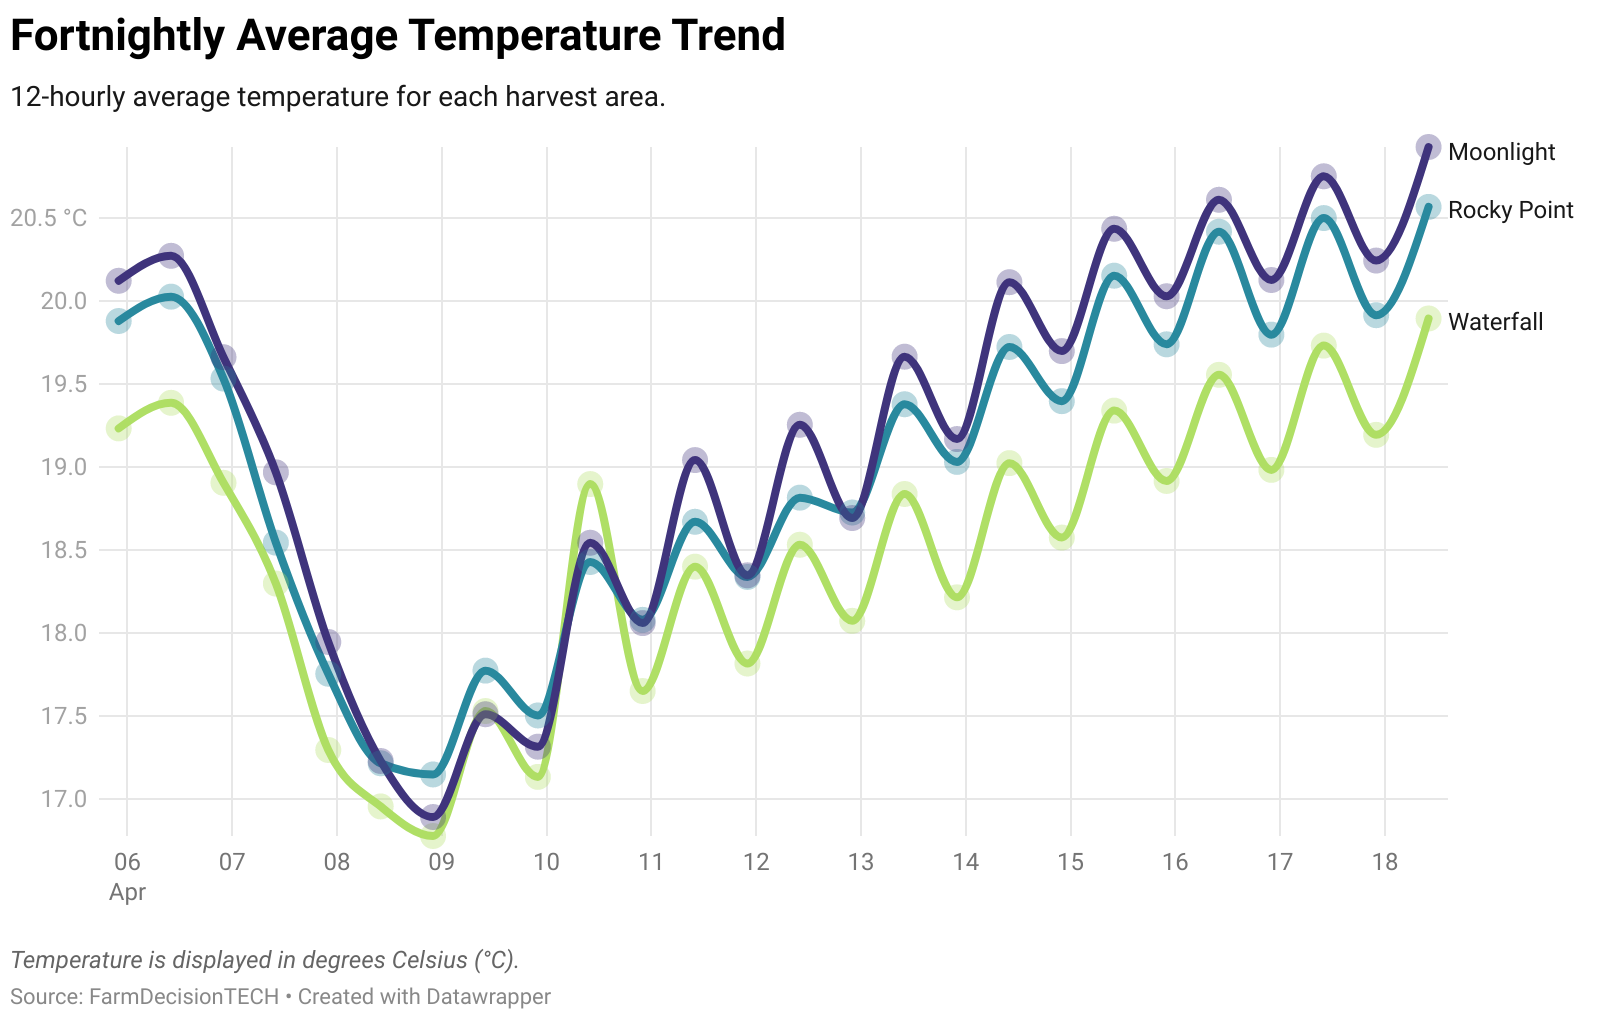 Fortnightly Average Temperature Trend
12-hourly average temperature for each harvest area.
Moonlight
Rocky Point
Waterfall
20.5 °C
20.0
19.5
19.0
18.5
18.0
17.5
17.0
06 07 08 09 10 11 12 13 14 15 16 17 18
Apr
Temperature is displayed in degrees Celsius (°C).
Source: FarmDecisionTECH • Created with Datawrapper